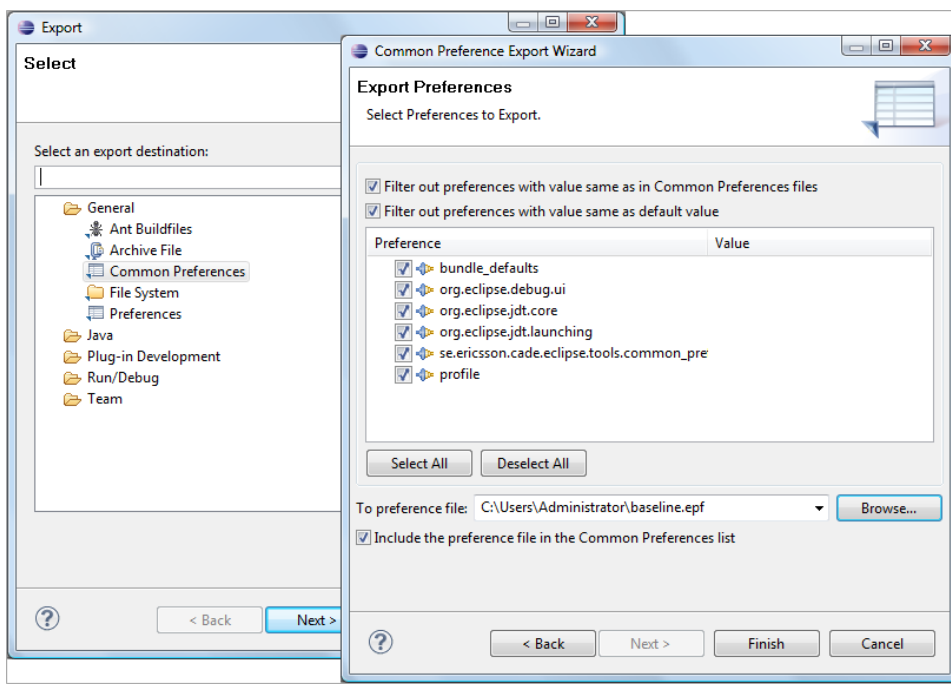 Export
Select
Select an export destination:
General
Ant Buildfiles
Archive File
Common Preferences
File System
Preferences
Java
Plug-in Development
Run/Debug
Team
< Back
Next >
Common Preference Export Wizard
Export Preferences
Select Preferences to Export.
Filter out preferences with value same as in Common Preferences files
Filter out preferences with value same as default value
Preference Value
bundle_defaults
org.eclipse.debug.ui
org.eclipse.jdt.core
org.eclipse.jdt.launching
se.ericsson.cade.eclipse.tools.common_pre
profile
Select All Deselect All
To preference file: C:\Users\Administrator\baseline.epf Browse...
Include the preference file in the Common Preferences list
< Back Next > Finish Cancel